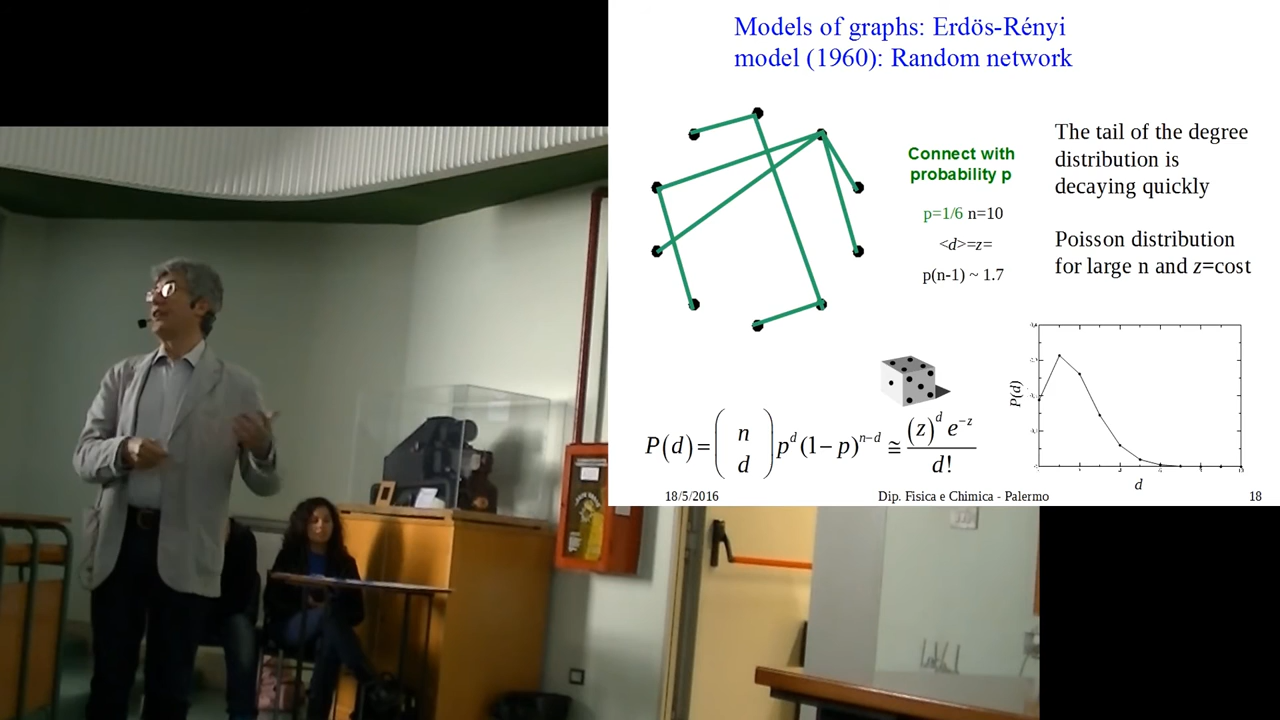 Models of graphs: Erdös-Rényi
model (1960): Random network
Connect with
probability p
p=1/6 n=10
<d>=z=
p(n-1) ~ 1.7
The tail of the degree
distribution is
decaying quickly
Poisson distribution
for large n and z=cost
P(d)
d
P(d)=(n d)p^d(1−p)^{n−d}≅(z)^d e^{−z}/d!
18/5/2016
Dip. Fisica e Chimica - Palermo
18